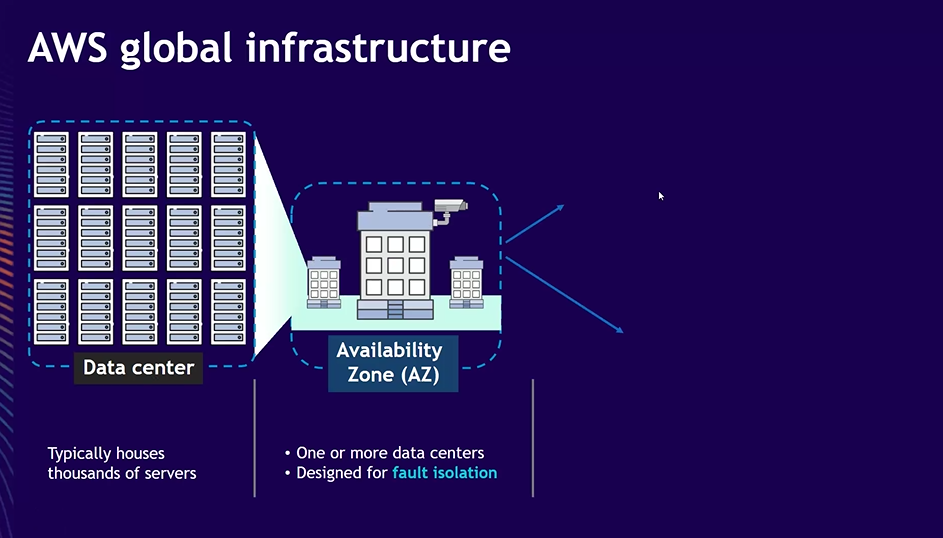 AWS global infrastructure
Data center
Availability
Zone (AZ)
Typically houses
thousands of servers
• One or more data centers
• Designed for fault isolation